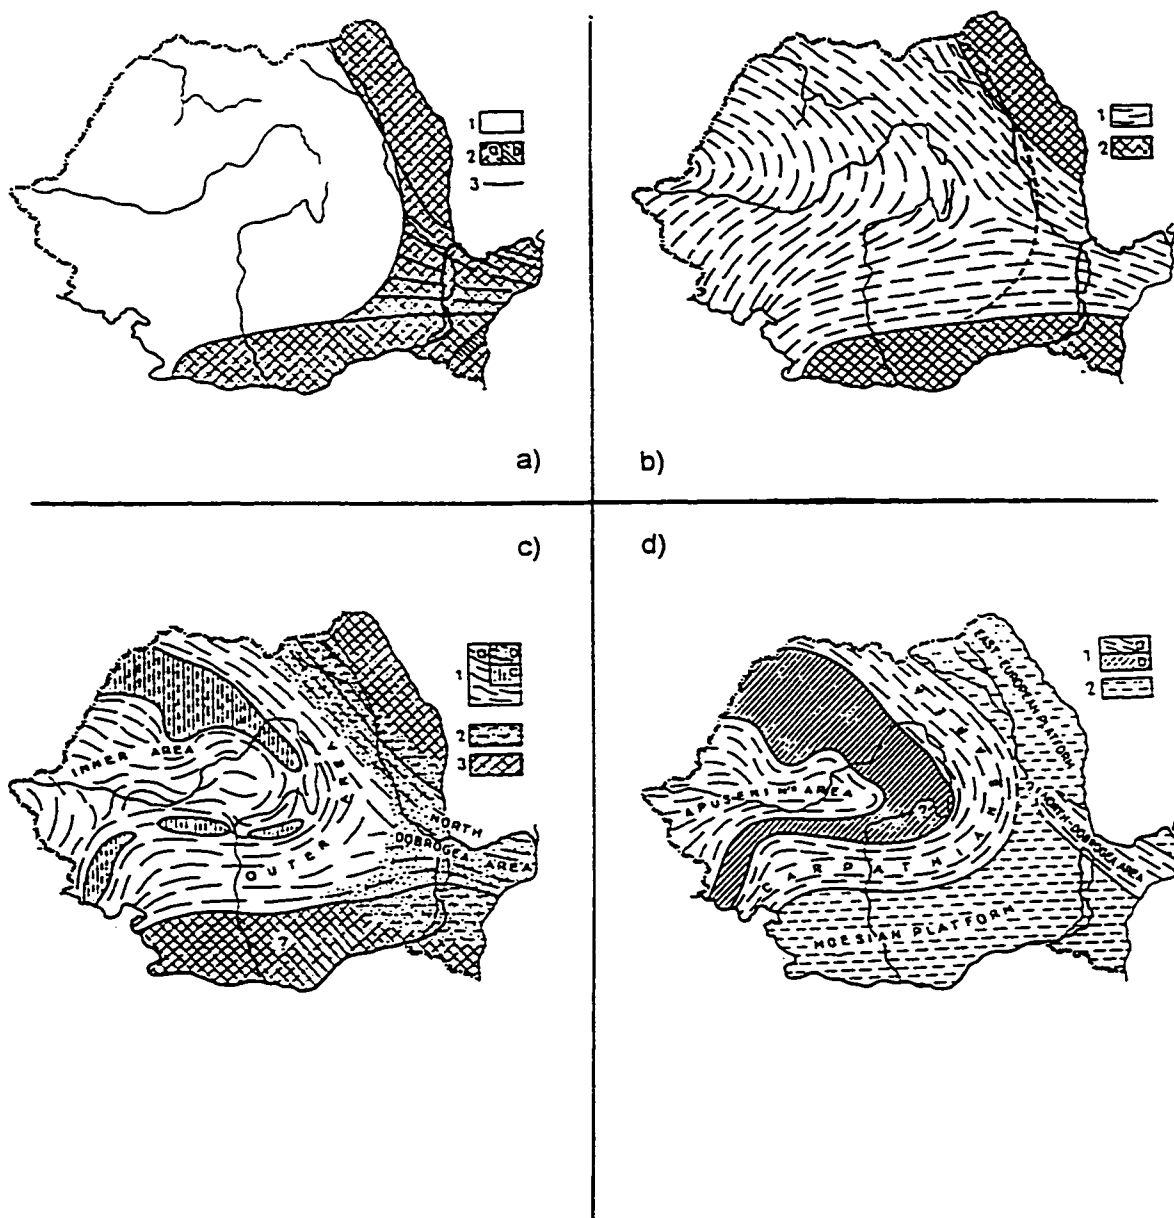 1
2 a b
3
1
2
a)
b)
c)
d)
1 a b
2
3
INNER AREA
OUTER AREA
NORTH
DOBROGEA AREA
?
1 a
b
2
EAST EUROPEAN
PLATFORM
APUSENI AREA
CARPATHIAN
?
?
NORTH-DOBROGEA AREA
MOESIAN PLATFORM